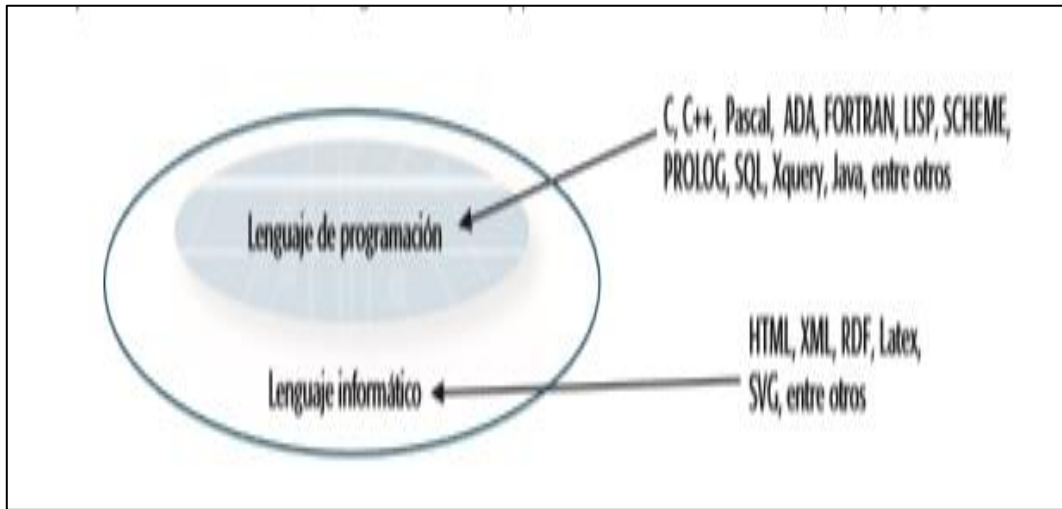 C, C++, Pascal, ADA, FORTRAN, LISP, SCHEME,
PROLOG, SQL, Xquery, Java, entre otros
Lenguaje de programación
HTML, XML, RDF, Latex,
SVG, entre otros
Lenguaje informático